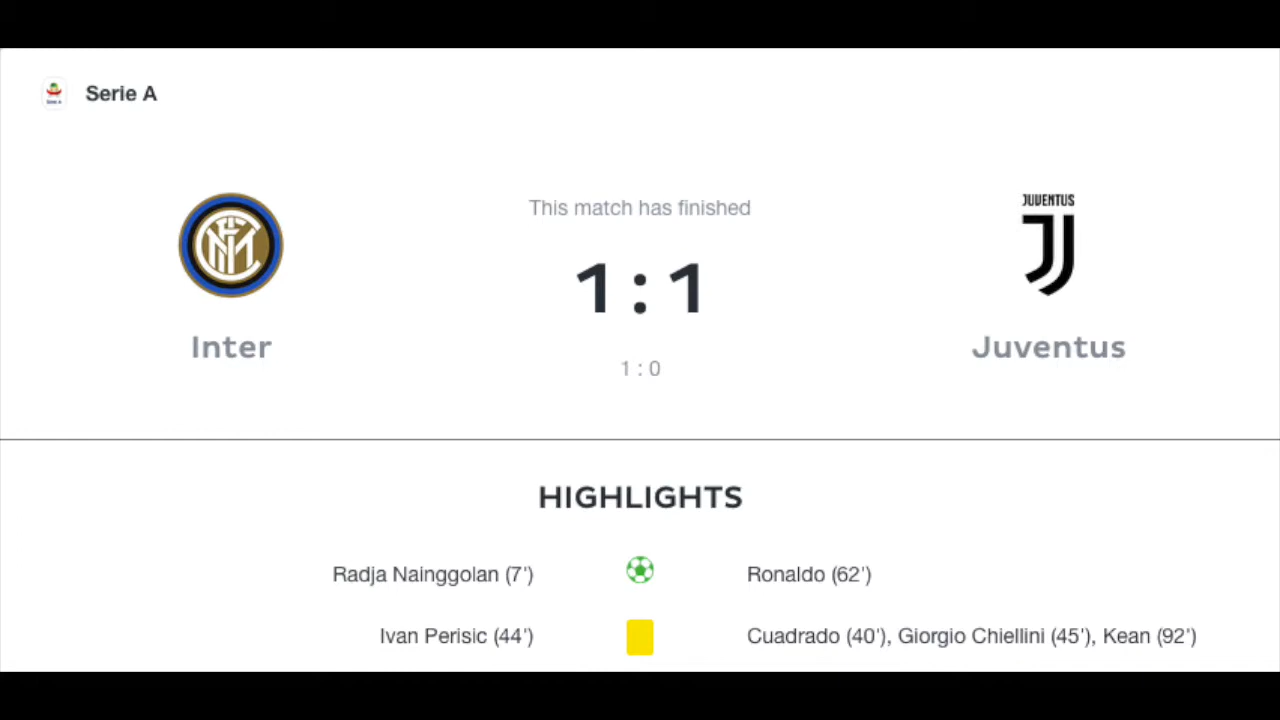 Serie A
This match has finished
JUVENTUS
1 : 1
Inter
Juventus
1 : 0
HIGHLIGHTS
Radja Nainggolan (7') Ronaldo (62')
Ivan Perisic (44') Cuadrado (40'), Giorgio Chiellini (45'), Kean (92')